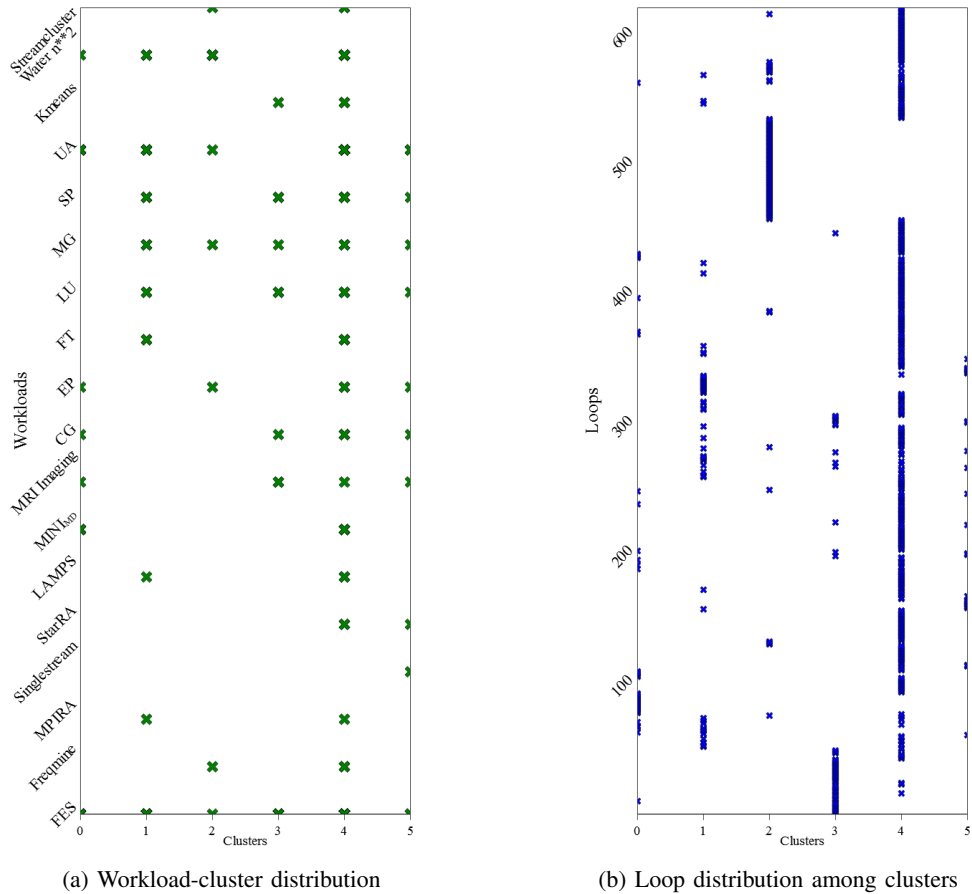 Streamcluster
Water n**2
Kmeans
UA
SP
MG
LU
FT
EP
CG
MRI Imaging
MINI_MD
LAMPS
StarRA
Singlestream
MPIRA
Freqmine
FES
Workloads
0 1 2 3 4 5
Clusters
(a) Workload-cluster distribution
600
500
400
300
200
100
Loops
0 1 2 3 4 5
Clusters
(b) Loop distribution among clusters